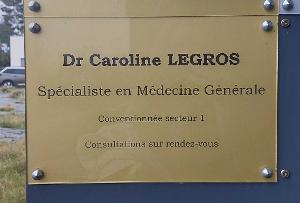 Dr Caroline LEGROS
Spécialiste en Médecine Générale
Conventionnée secteur 1
Consultations sur rendez-vous